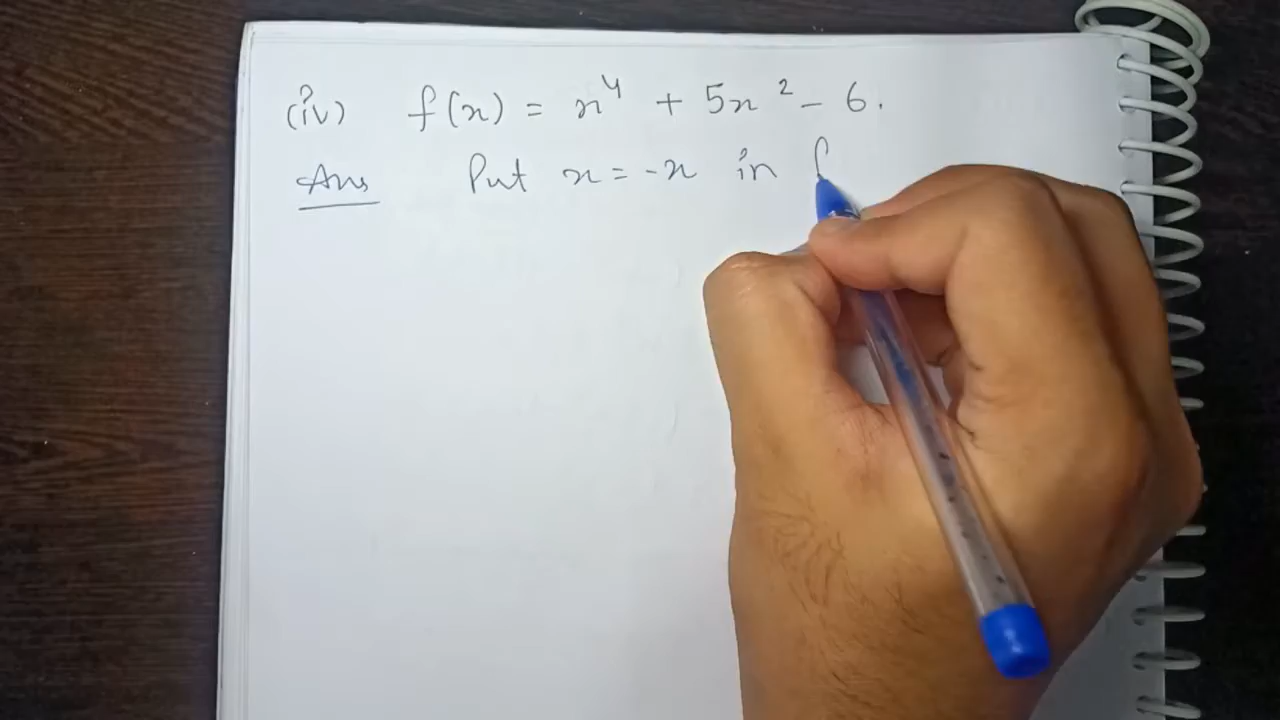 (iv) f(x) = x⁴ + 5x² - 6.
Ans Put x = -x in f